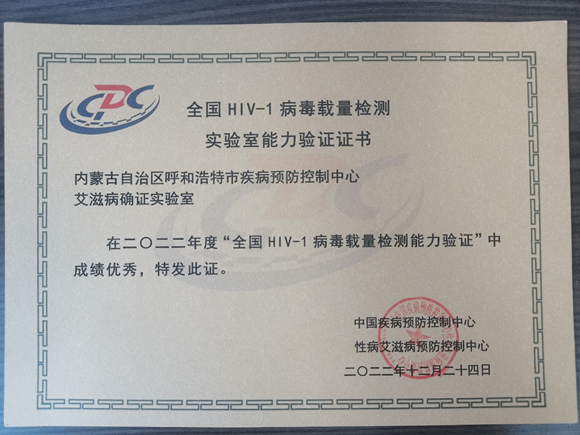 CDC
全国HIV-1病毒载量检测
实验室能力验证证书
内蒙古自治区呼和浩特市疾病预防控制中心
艾滋病确证实验室
在二〇二二年度“全国HIV-1病毒载量检测能力验证”中
成绩优秀，特发此证。
中国疾病预防控制中心
性病艾滋病预防控制中心
二〇二二年十二月二十四日